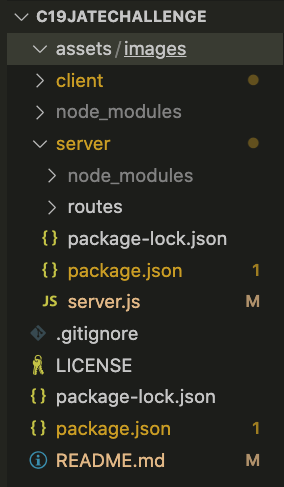 C19JATECHALLENGE
assets/images
client
node_modules
server
node_modules
routes
{} package-lock.json
{} package.json 1
JS server.js M
.gitignore
LICENSE
{} package-lock.json
{} package.json 1
README.md M